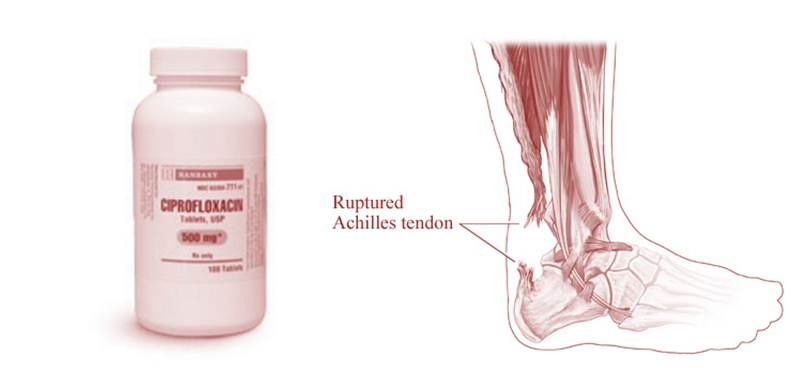 RANBAXY
CIPROFLOXACIN
Tablets, USP
500 mg*
Rx only
100 Tablets
Ruptured
Achilles tendon